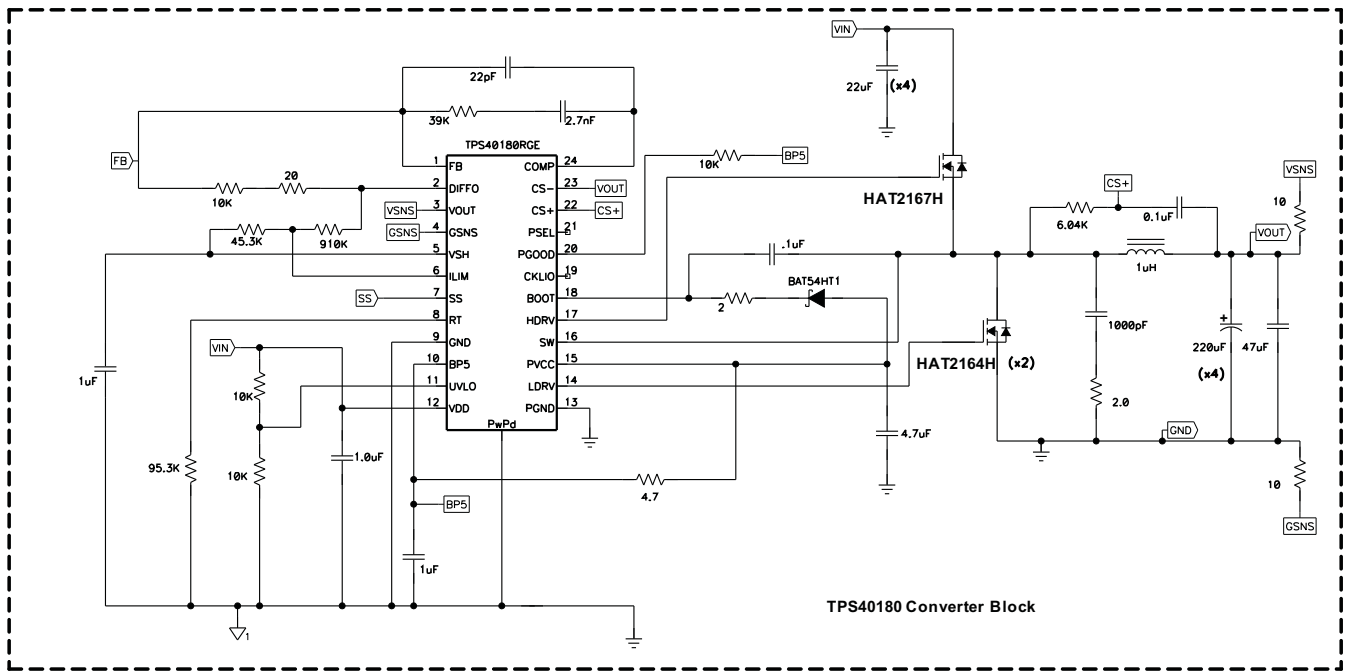 VIN
22uF (x4)
22pF
39K
2.7nF
FB
TPS40180RGE
1 FB COMP 24
2 DIFFO CS- 23
3 VOUT CS+ 22
4 GSNS PSEL 21
5 VSH PGOOD 20
6 ILIM CKLIO 19
7 SS BOOT 18
8 RT HDRV 17
9 GND SW 16
10 BP5 PVCC 15
11 UVLO LDRV 14
12 VDD PGND 13
PwPd
10K
BP5
VOUT
CS+
20
10K
VSNS
GSNS
45.3K
910K
SS
HAT2167H
VSNS
10
CS+
6.04K
0.1uF
VOUT
1uH
.1uF
BAT54HT1
2
HAT2164H (x2)
1000pF
2.0
+
220uF
(x4)
47uF
GND
10
GSNS
VIN
1uF
10K
10K
95.3K
1.0uF
4.7uF
4.7
BP5
1uF
1
TPS40180 Converter Block